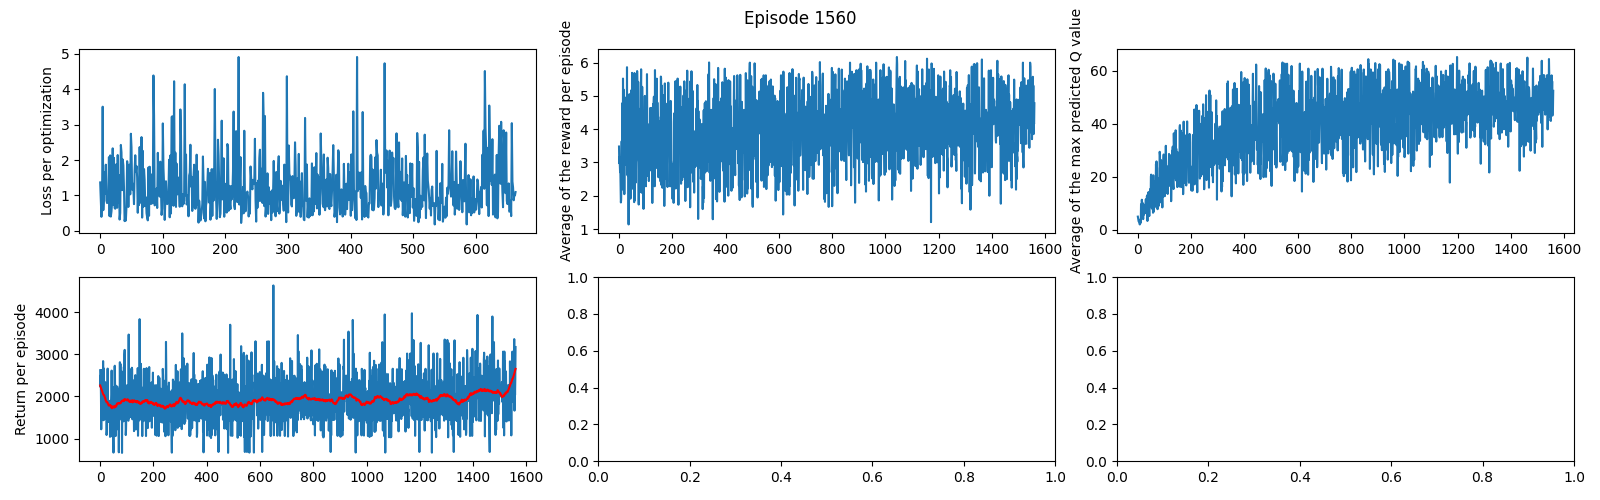 Episode 1560
Loss per optimization
5
4
3
2
1
0
0 100 200 300 400 500 600
Average of the reward per episode
6
5
4
3
2
1
0 200 400 600 800 1000 1200 1400 1600
Average of the max predicted Q value
60
40
20
0
0 200 400 600 800 1000 1200 1400 1600
Return per episode
4000
3000
2000
1000
0 200 400 600 800 1000 1200 1400 1600
1.0
0.8
0.6
0.4
0.2
0.0
0.0 0.2 0.4 0.6 0.8 1.0
1.0
0.8
0.6
0.4
0.2
0.0
0.0 0.2 0.4 0.6 0.8 1.0